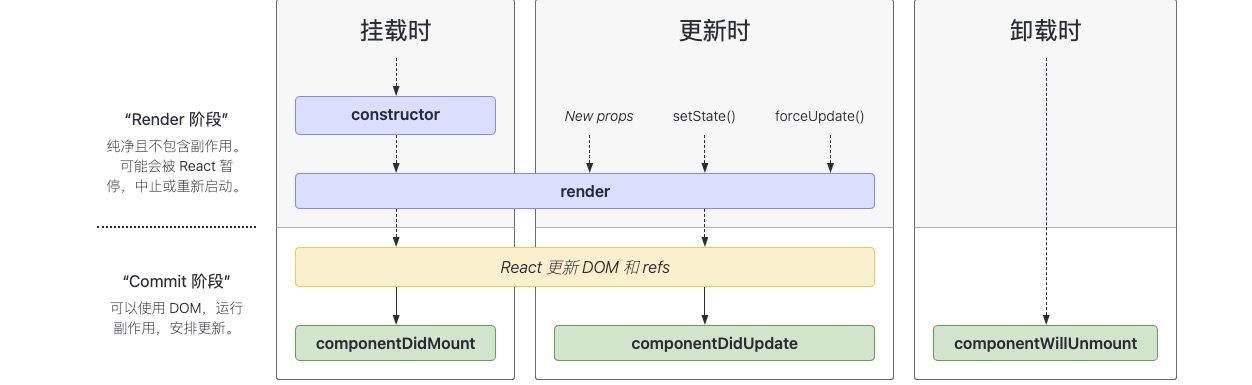 挂载时
更新时
卸载时
“Render 阶段”
纯净且不包含副作用。
可能会被 React 暂
停，中止或重新启动。
constructor
New props
setState()
forceUpdate()
render
“Commit 阶段”
可以使用 DOM，运行
副作用，安排更新。
React 更新 DOM 和 refs
componentDidMount
componentDidUpdate
componentWillUnmount